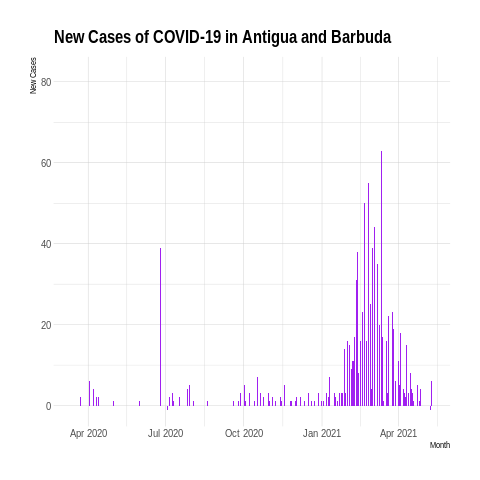 New Cases of COVID-19 in Antigua and Barbuda
New Cases
80
60
40
20
0
Apr 2020 Jul 2020 Oct 2020 Jan 2021 Apr 2021
Month